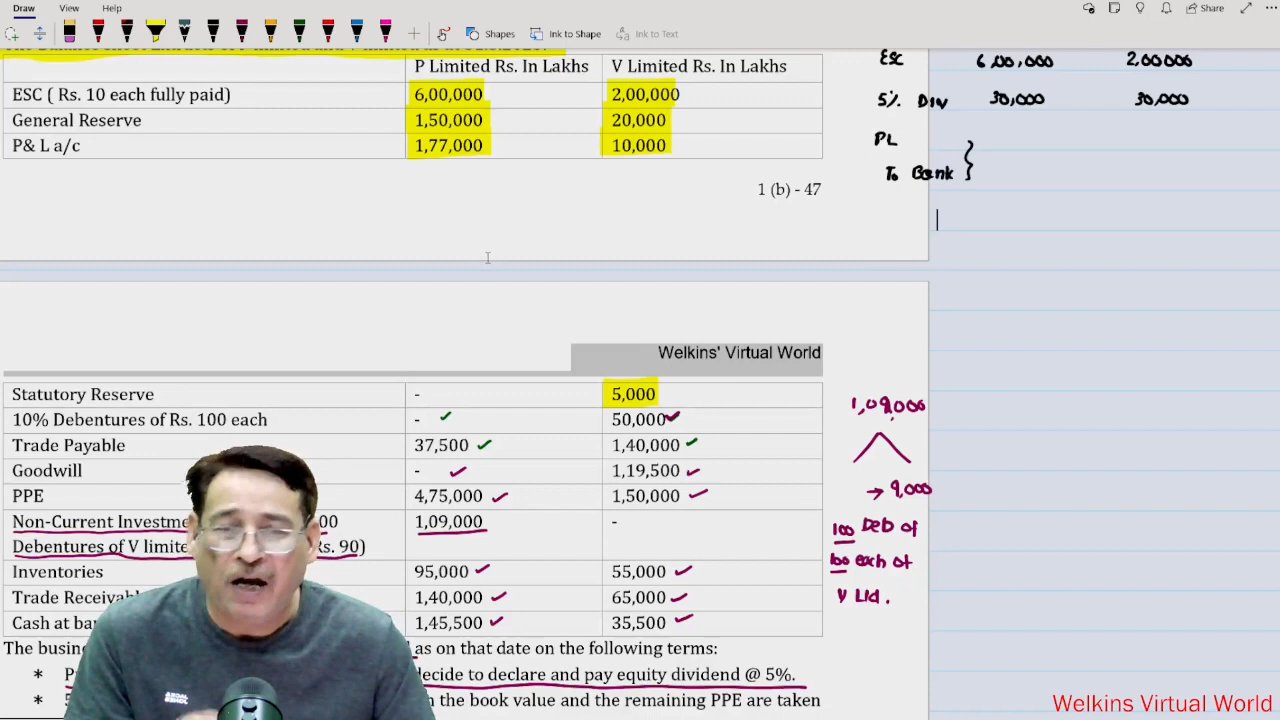 Draw View Help
Share
Shapes Ink to Shape Ink to Text
P Limited Rs. In Lakhs V Limited Rs. In Lakhs
ESC ( Rs. 10 each fully paid) 6,00,000 2,00,000
General Reserve 1,50,000 20,000
P& L a/c 1,77,000 10,000
1 (b) - 47
ESC 6,00,000 2,00,000
5% Div 30,000 30,000
PL
To Bank
Welkins' Virtual World
Statutory Reserve - 5,000
10% Debentures of Rs. 100 each - 50,000
Trade Payable 37,500 1,40,000
Goodwill - 1,19,500
PPE 4,75,000 1,50,000
Non-Current 00 1,09,000 -
Debentures of V Rs. 90)
Inventories 95,000 55,000
Trade 1,40,000 65,000
Cash at 1,45,500 35,500
The as on that date on the following terms:
* decide to declare and pay equity dividend @ 5%.
* the book value and the remaining PPE are taken
1,09,000
→ 9,000
100 Deb of
100 each of
V Ltd.
Welkins Virtual World